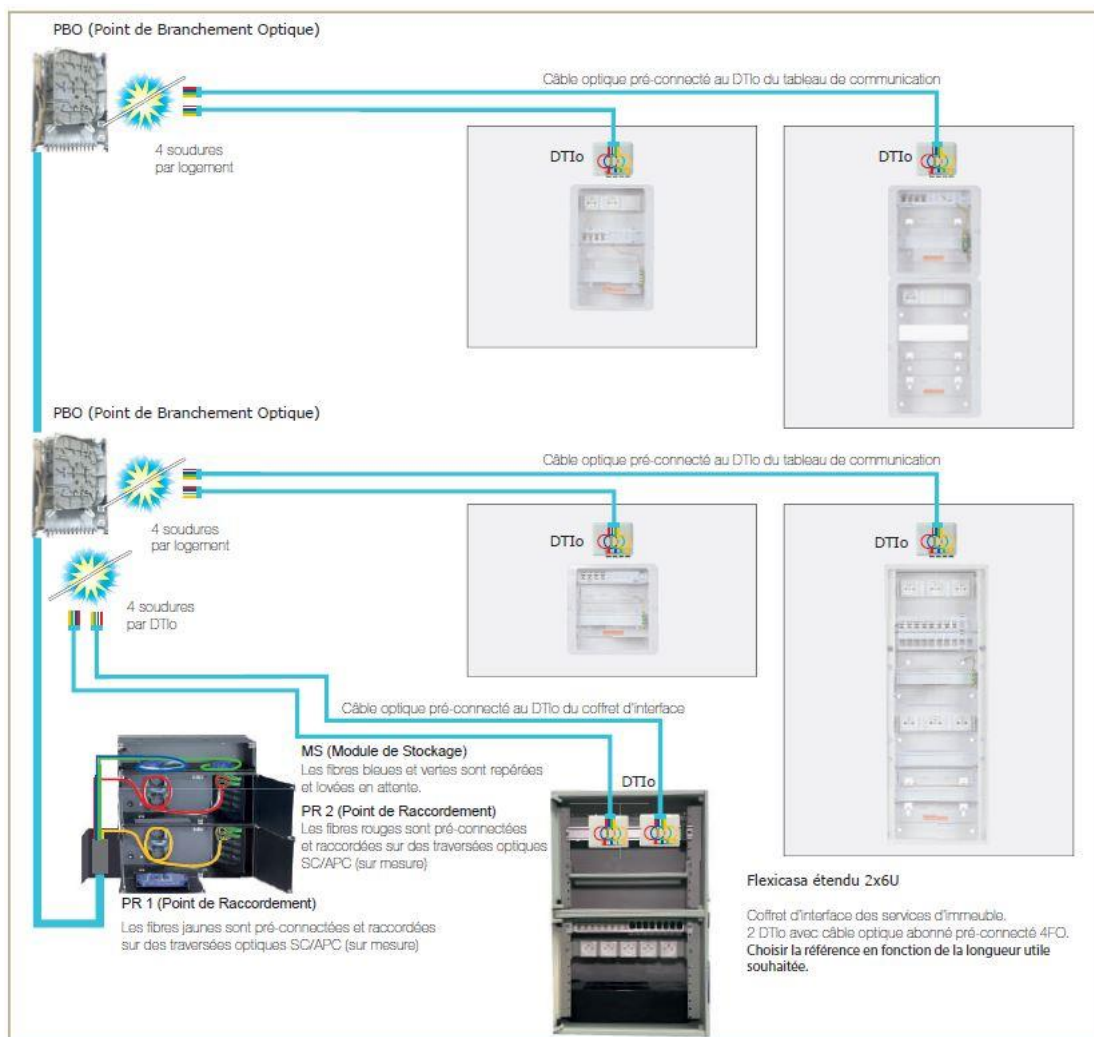 PBO (Point de Branchement Optique)
Câble optique pré-connecté au DTIo du tableau de communication
4 soudures
par logement
DTIo
DTIo
PBO (Point de Branchement Optique)
Câble optique pré-connecté au DTIo du tableau de communication
4 soudures
par logement
DTIo
DTIo
4 soudures
par DTIo
Câble optique pré-connecté au DTIo du coffret d'interface
MS (Module de Stockage)
Les fibres bleues et vertes sont repérées
et lovées en attente.
DTIo
PR 2 (Point de Raccordement)
Les fibres rouges sont pré-connectées
et raccordées sur des traversées optiques
SC/APC (sur mesure)
PR 1 (Point de Raccordement)
Les fibres jaunes sont pré-connectées et raccordées
sur des traversées optiques SC/APC (sur mesure)
Flexicasa étendu 2x6U
Coffret d'interface des services d'immeuble.
2 DTIo avec câble optique abonné pré-connecté 4FO.
Choisir la référence en fonction de la longueur utile
souhaitée.